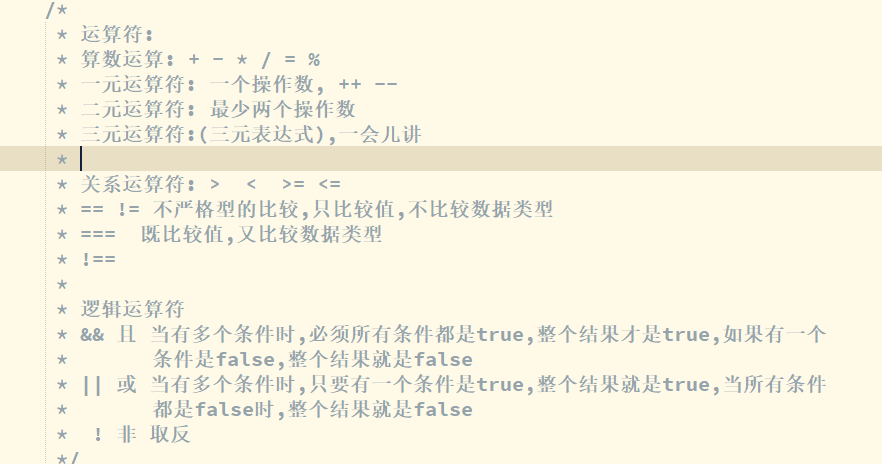 /*
* 运算符:
* 算数运算: + - * / = %
* 一元运算符: 一个操作数, ++ --
* 二元运算符: 最少两个操作数
* 三元运算符:(三元表达式),一会儿讲
*
* 关系运算符: > < >= <=
* == != 不严格型的比较,只比较值,不比较数据类型
* === 既比较值,又比较数据类型
* !==
*
* 逻辑运算符
* && 且 当有多个条件时,必须所有条件都是true,整个结果才是true,如果有一个
* 条件是false,整个结果就是false
* || 或 当有多个条件时,只要有一个条件是true,整个结果就是true,当所有条件
* 都是false时,整个结果就是false
* ! 非 取反
*/